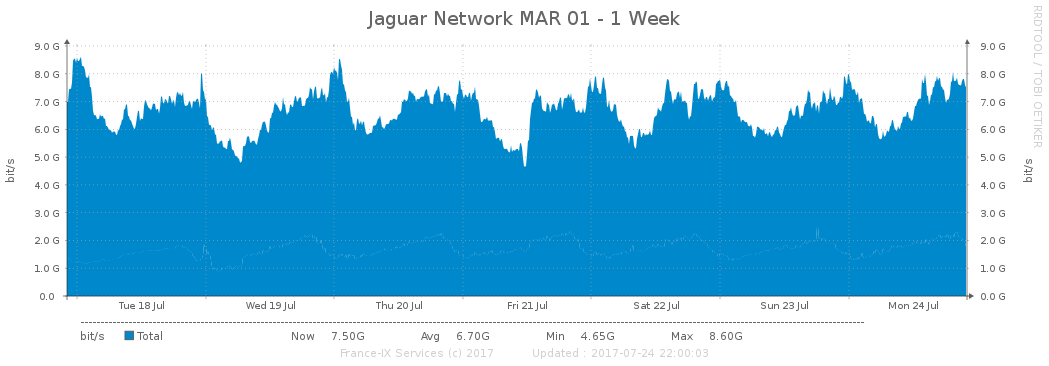 Jaguar Network MAR 01 - 1 Week
RRDTOOL / TOBI OETIKER
9.0 G 9.0 G
8.0 G 8.0 G
7.0 G 7.0 G
6.0 G 6.0 G
5.0 G 5.0 G
4.0 G 4.0 G
3.0 G 3.0 G
2.0 G 2.0 G
1.0 G 1.0 G
0.0 0.0 G
bit/s bit/s
Tue 18 Jul Wed 19 Jul Thu 20 Jul Fri 21 Jul Sat 22 Jul Sun 23 Jul Mon 24 Jul
bit/s Total Now 7.50G Avg 6.70G Min 4.65G Max 8.60G
France-IX Services (c) 2017 Updated : 2017-07-24 22:00:03